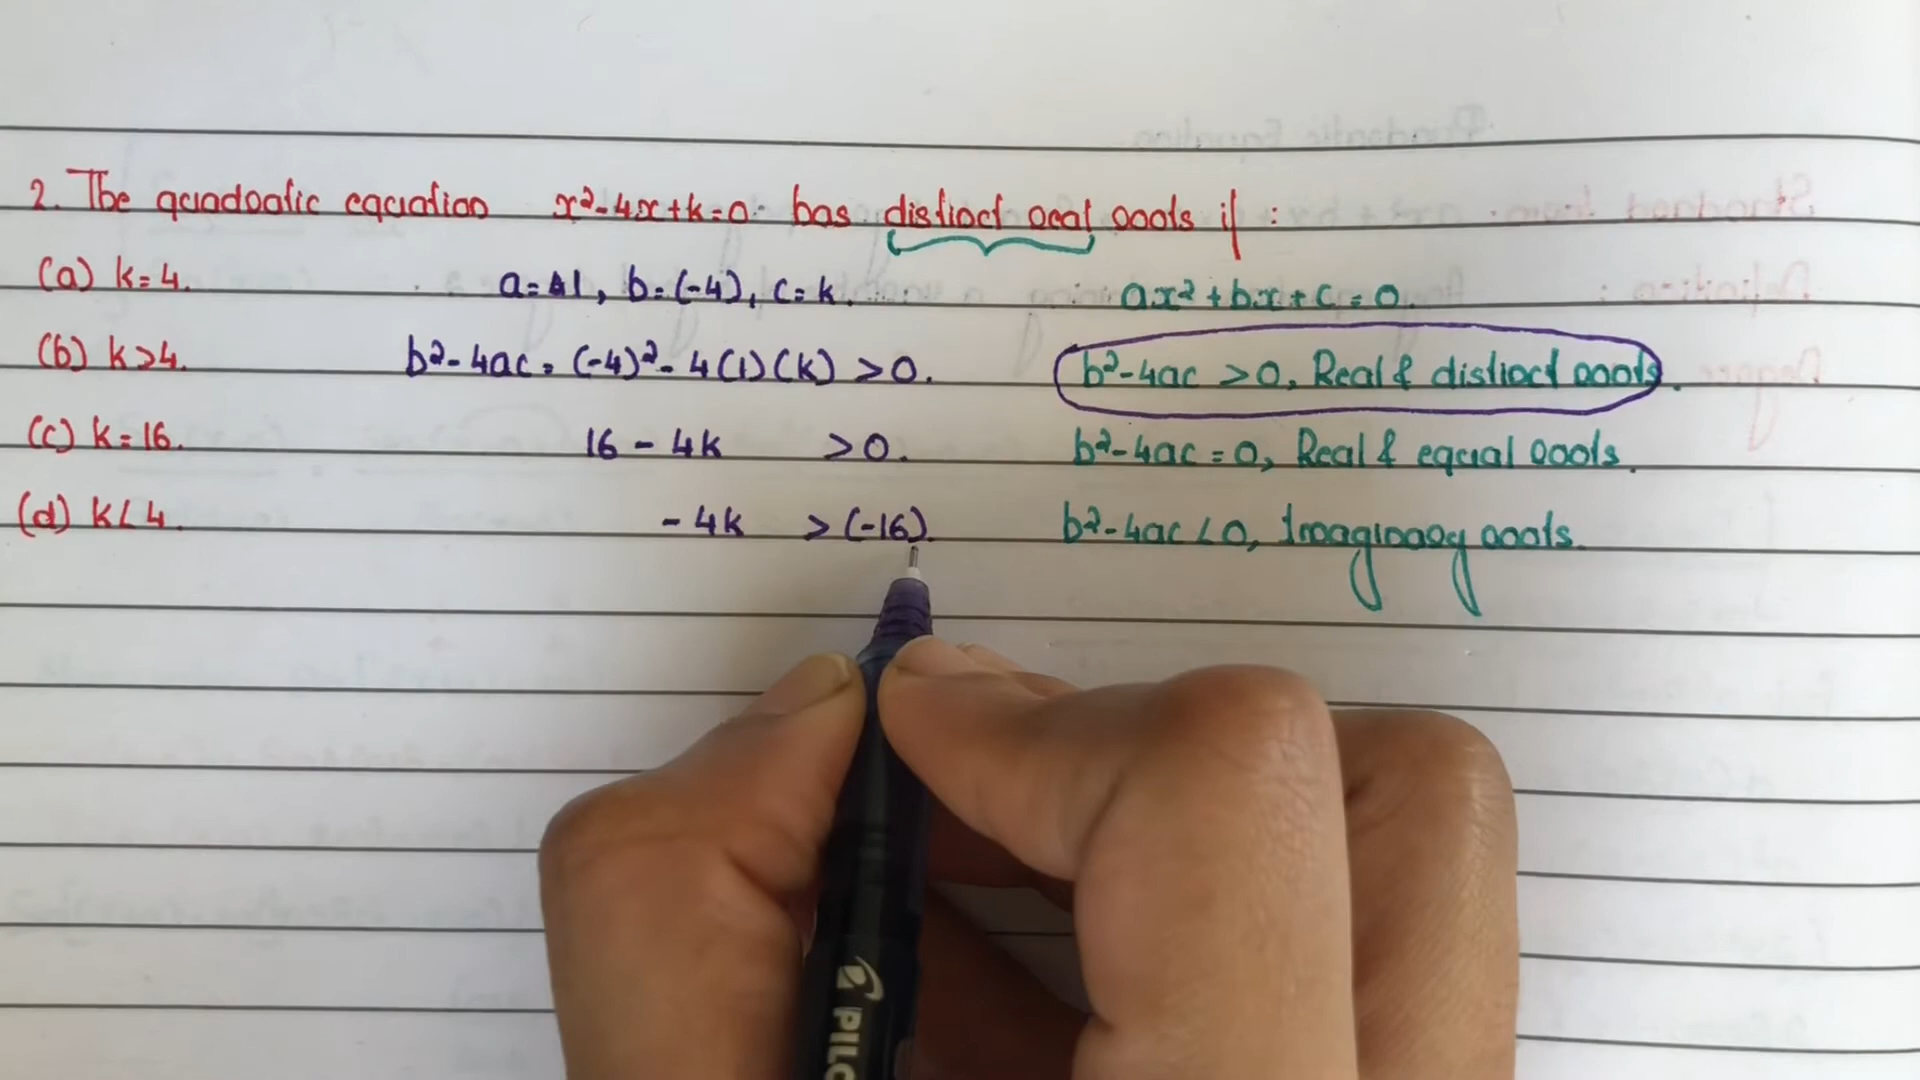 2. The quadratic equation x²-4x+k=0. has distinct real roots if :
(a) k=4. a=1, b=(-4), c=k. ax²+bx+c=0.
(b) k>4. b²-4ac = (-4)²- 4(1)(k) >0. b²-4ac >0, Real & distinct roots.
(c) k=16. 16 - 4k >0. b²-4ac =0, Real & equal roots.
(d) k<4. - 4k > (-16). b²-4ac <0, Imaginary roots.
PILO